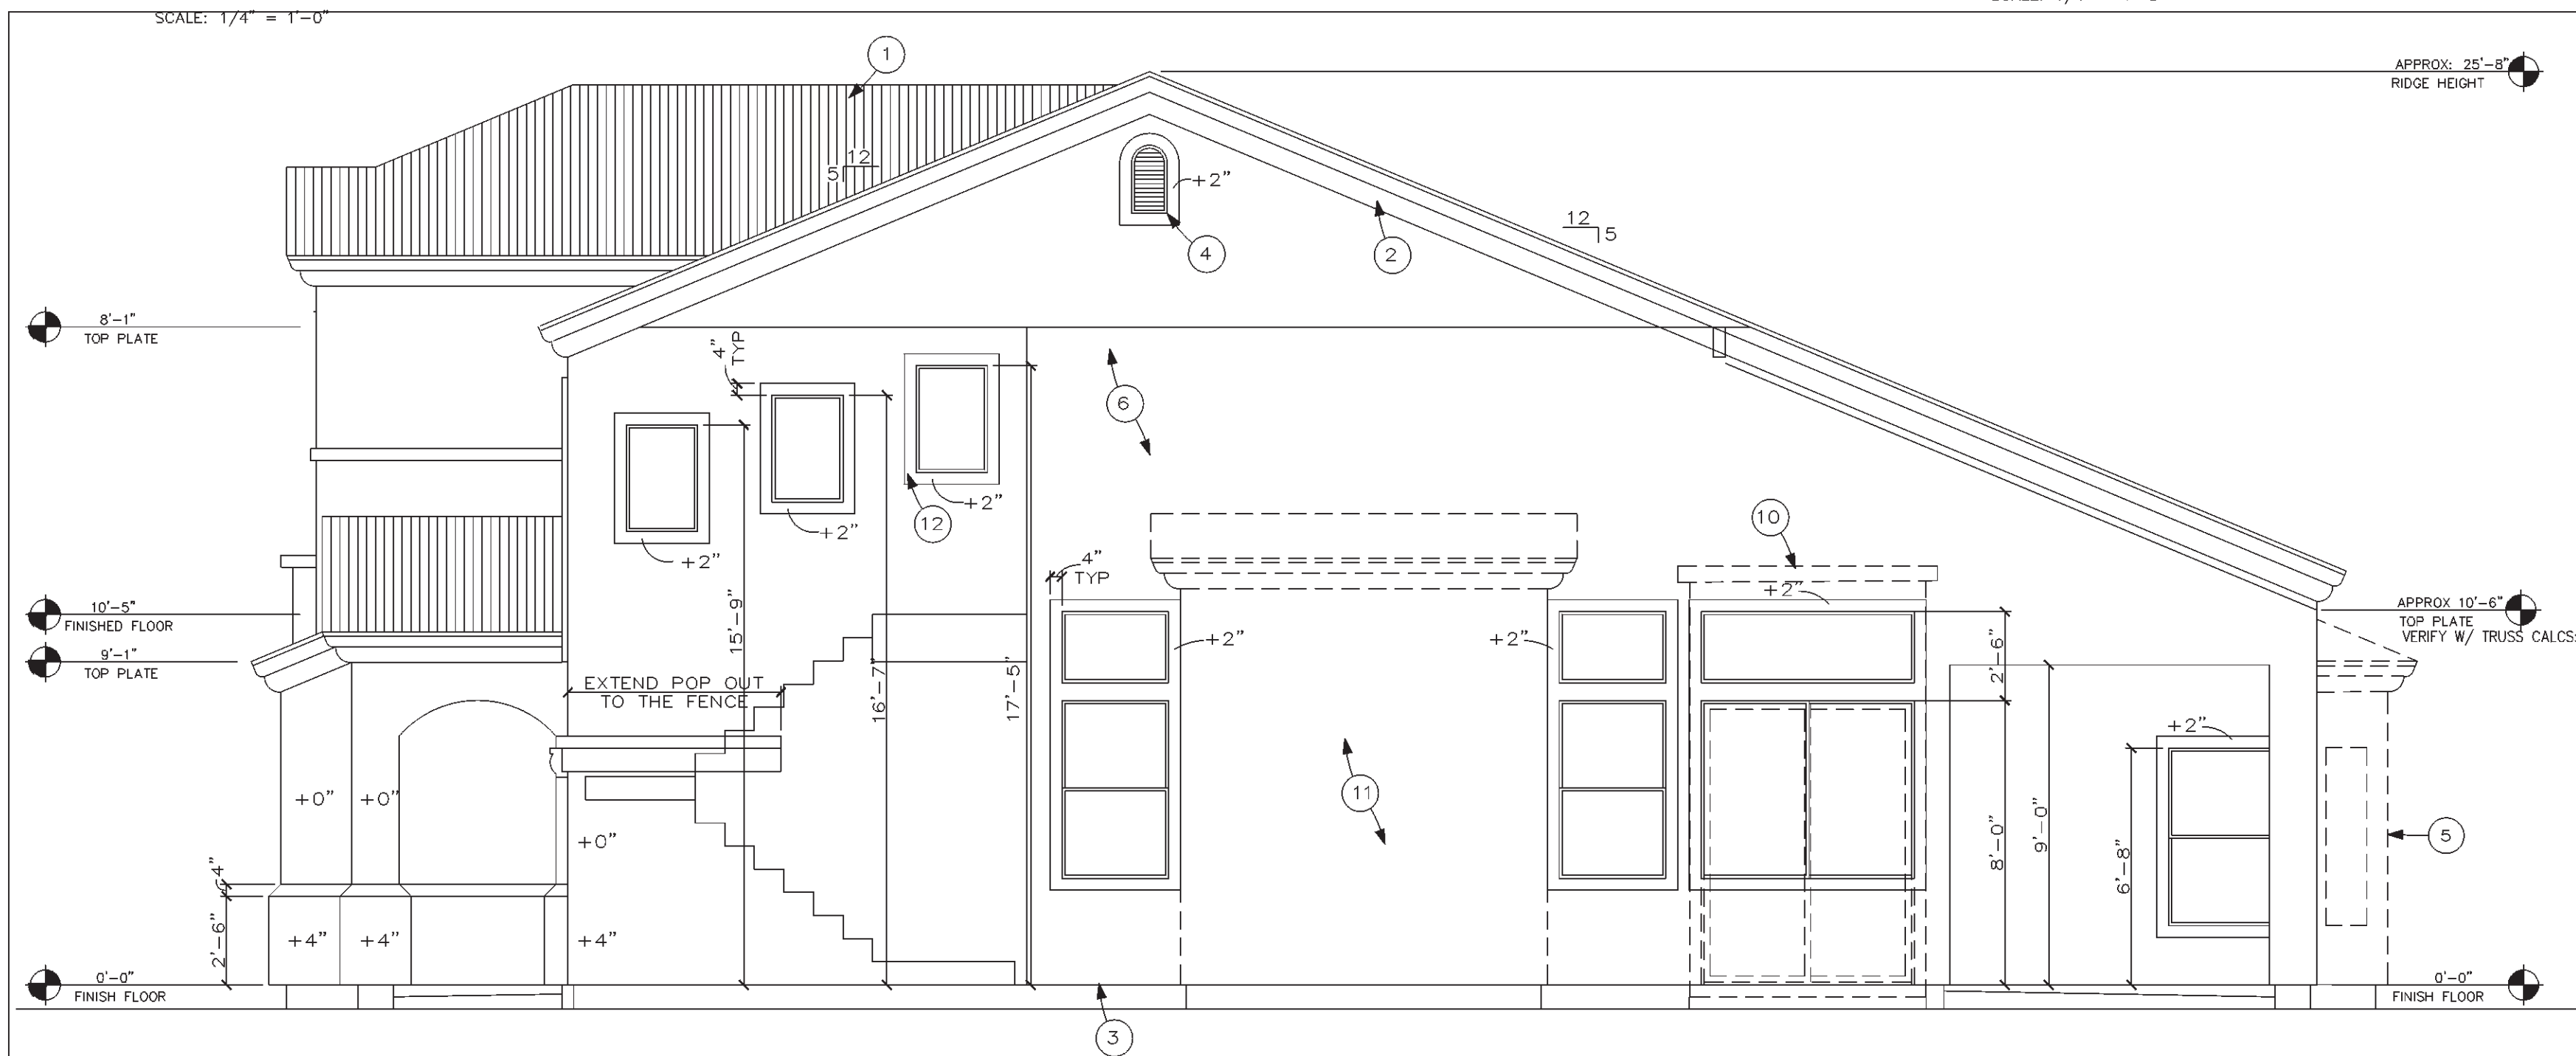 SCALE: 1/4" = 1'-0"
1
APPROX: 25'-8"
RIDGE HEIGHT
12
5
+2"
4
2
12
5
8'-1"
TOP PLATE
4"
TYP
6
+2"
12
+2"
+2"
10
4"
TYP
+2"
10'-5"
FINISHED FLOOR
APPROX 10'-6"
TOP PLATE
VERIFY W/ TRUSS CALCS:
9'-1"
TOP PLATE
15'-9"
16'-7"
17'-5"
+2"
+2"
2'-6"
EXTEND POP OUT
TO THE FENCE
+2"
+0"
+0"
11
+0"
8'-0"
9'-0"
6'-8"
5
4"
2'-6"
+4"
+4"
+4"
0'-0"
FINISH FLOOR
0'-0"
FINISH FLOOR
3